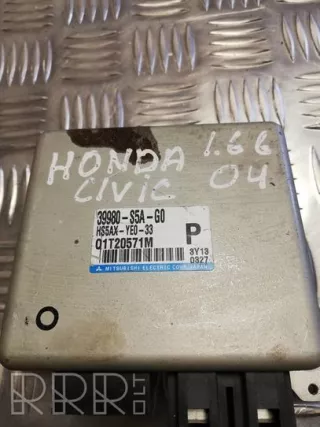 HONDA 1.6 G
CIVIC 04
39980-S5A-G0
HS5AX-YE0-33
Q1T20571M P
3Y13
0327
MITSUBISHI ELECTRIC CORP. JAPAN
O
RRR.LT